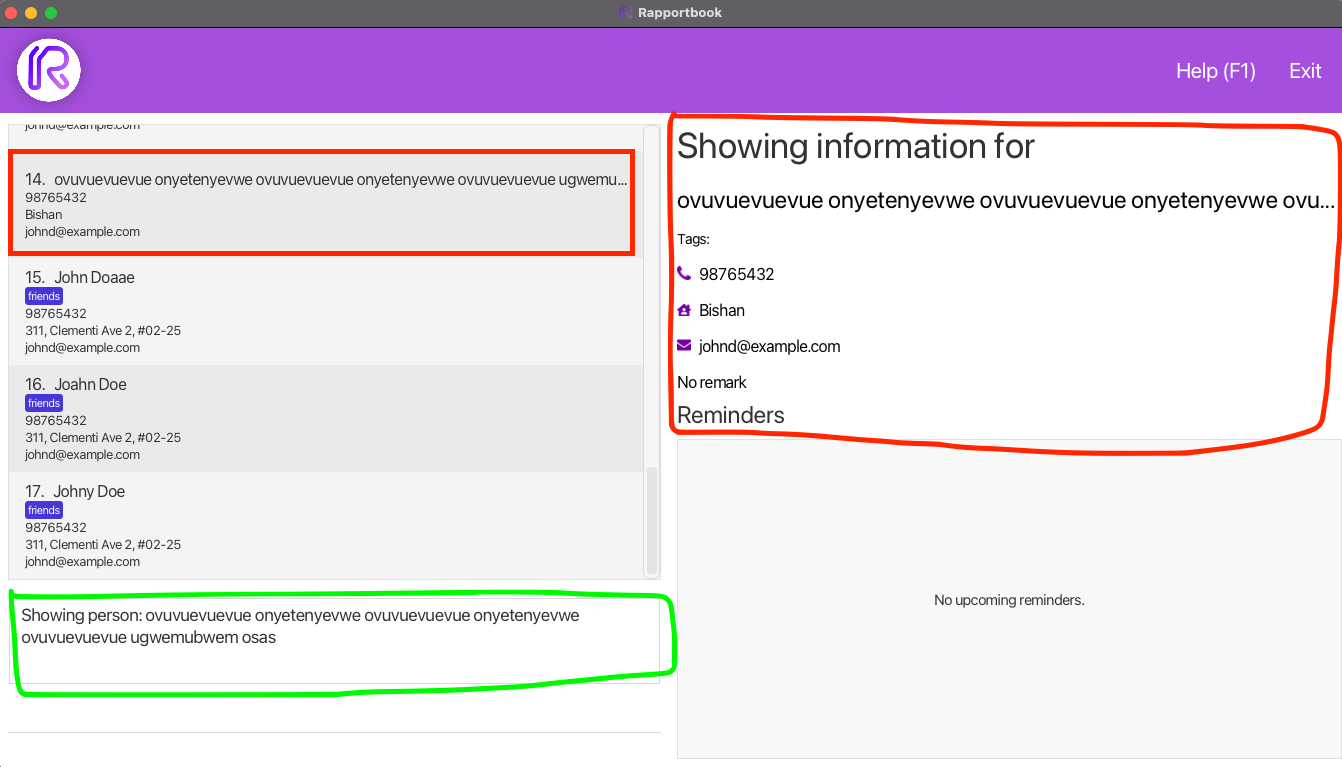 Rapportbook
Help (F1)
Exit
johnd@example.com
14. ovuvuevuevue onyetenyevwe ovuvuevuevue onyetenyevwe ovuvuevuevue ugwemu...
98765432
Bishan
johnd@example.com
15. John Doaae
friends
98765432
311, Clementi Ave 2, #02-25
johnd@example.com
16. Joahn Doe
friends
98765432
311, Clementi Ave 2, #02-25
johnd@example.com
17. Johny Doe
friends
98765432
311, Clementi Ave 2, #02-25
johnd@example.com
Showing person: ovuvuevuevue onyetenyevwe ovuvuevuevue onyetenyevwe
ovuvuevuevue ugwemubwem osas
Showing information for
ovuvuevuevue onyetenyevwe ovuvuevuevue onyetenyevwe ovu...
Tags:
98765432
Bishan
johnd@example.com
No remark
Reminders
No upcoming reminders.